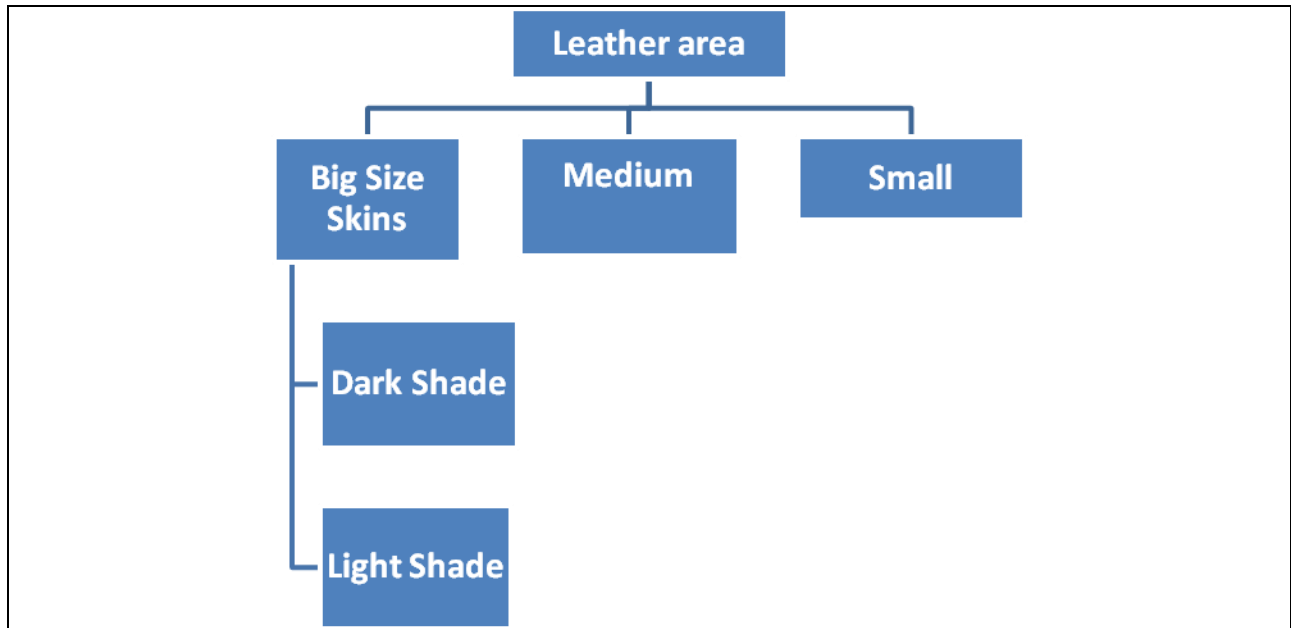 Leather area
Big Size
Skins
Medium
Small
Dark Shade
Light Shade